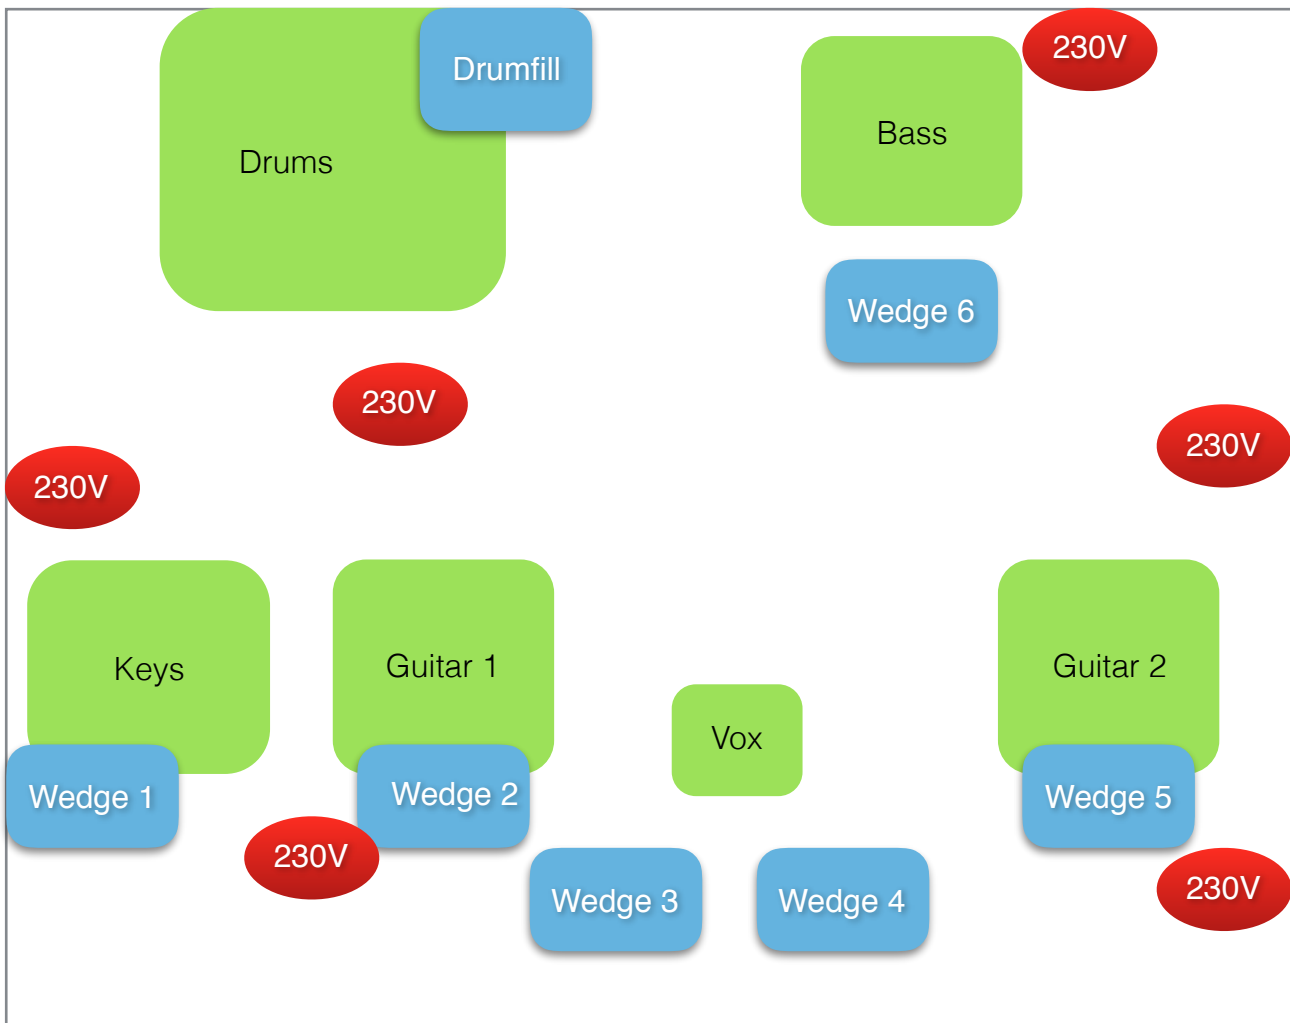 Drumfill
230V
Bass
Drums
Wedge 6
230V
230V
230V
Keys
Guitar 1
Guitar 2
Vox
Wedge 1
Wedge 2
Wedge 5
230V
230V
Wedge 3
Wedge 4